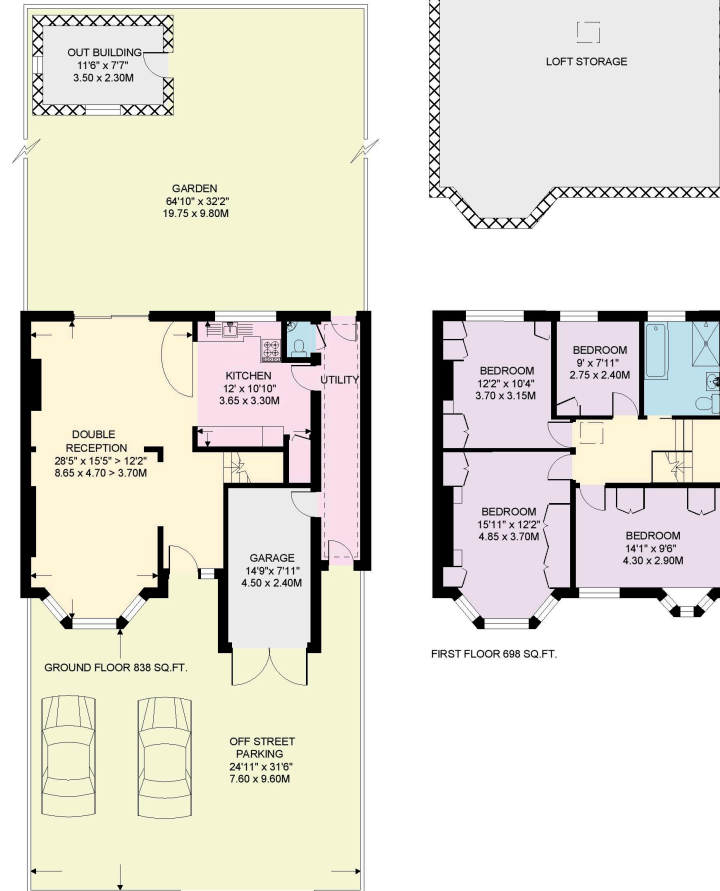 OUT BUILDING
11'6" x 7'7"
3.50 x 2.30M
LOFT STORAGE
GARDEN
64'10" x 32'2"
19.75 x 9.80M
KITCHEN
12' x 10'10"
3.65 x 3.30M
UTILITY
DOUBLE
RECEPTION
28'5" x 15'5" > 12'2"
8.65 x 4.70 > 3.70M
GARAGE
14'9"x 7'11"
4.50 x 2.40M
GROUND FLOOR 838 SQ.FT.
OFF STREET
PARKING
24'11" x 31'6"
7.60 x 9.60M
BEDROOM
12'2" x 10'4"
3.70 x 3.15M
BEDROOM
9' x 7'11"
2.75 x 2.40M
BEDROOM
15'11" x 12'2"
4.85 x 3.70M
BEDROOM
14'1" x 9'6"
4.30 x 2.90M
FIRST FLOOR 698 SQ.FT.